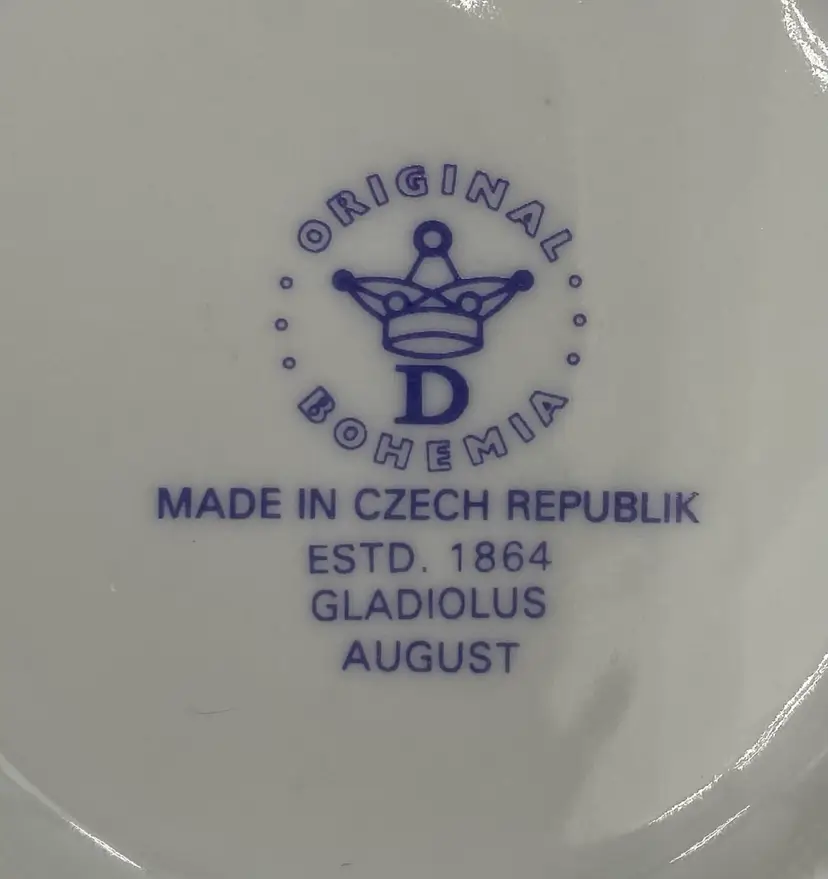 ORIGINAL
D
BOHEMIA
MADE IN CZECH REPUBLIK
ESTD. 1864
GLADIOLUS
AUGUST